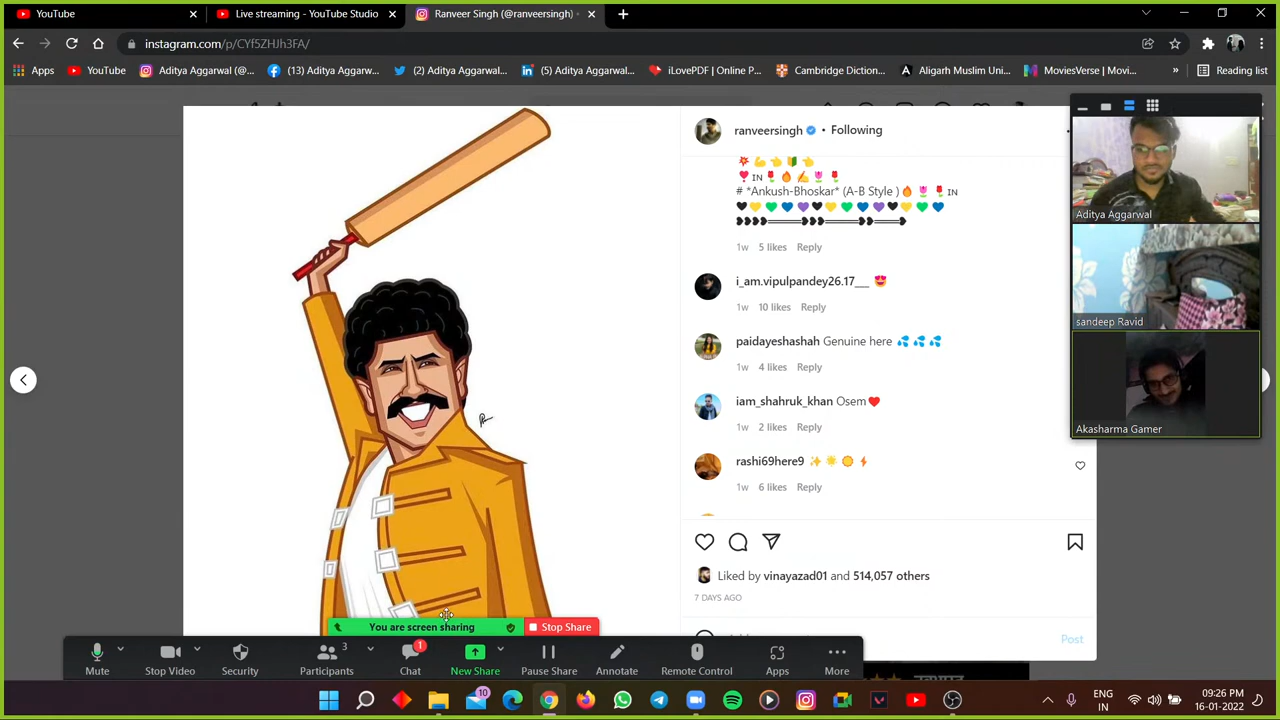 YouTube
Live streaming - YouTube Studio
Ranveer Singh (@ranveersingh) •
instagram.com/p/CYf5ZHJh3FA/
Apps
YouTube
Aditya Aggarwal (@...
(13) Aditya Aggarw...
(2) Aditya Aggarwal...
(5) Aditya Aggarwa...
iLovePDF | Online P...
Cambridge Diction...
Aligarh Muslim Uni...
MoviesVerse | Movi...
»
Reading list
ranveersingh • Following
IN
# *Ankush-Bhoskar* (A-B Style ) IN
1w 5 likes Reply
i_am.vipulpandey26.17___ 😍
1w 10 likes Reply
paidayeshashah Genuine here 💦 💦 💦
1w 4 likes Reply
iam_shahruk_khan Osem❤️
1w 2 likes Reply
rashi69here9
1w 6 likes Reply
Liked by vinayazad01 and 514,057 others
7 DAYS AGO
Post
Aditya Aggarwal
sandeep Ravid
Akasharma Gamer
You are screen sharing
Stop Share
Mute
Stop Video
Security
Participants
3
Chat
1
New Share
Pause Share
Annotate
Remote Control
Apps
More
10
ENG
IN
09:26 PM
16-01-2022